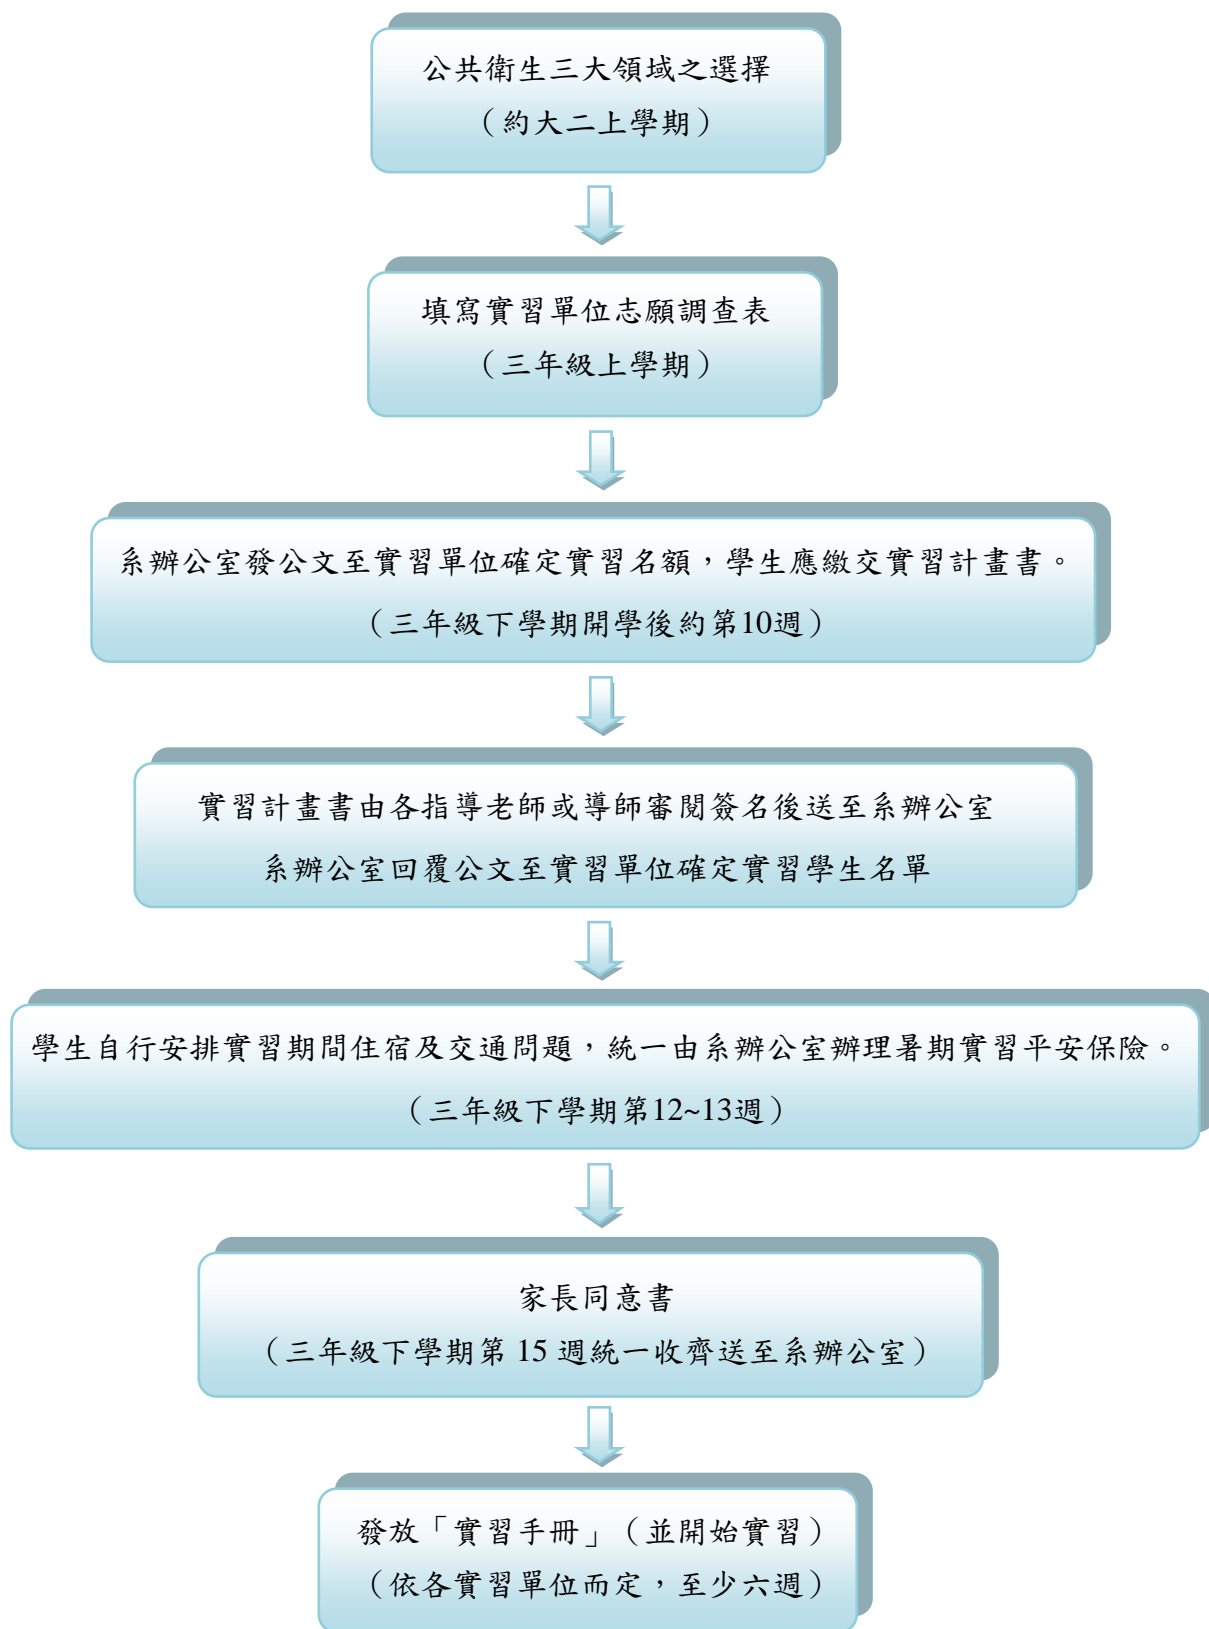 公共衛生三大領域之選擇
（約大二上學期）
填寫實習單位志願調查表
（三年級上學期）
系辦公室發公文至實習單位確定實習名額，學生應繳交實習計畫書。
（三年級下學期開學後約第10週）
實習計畫書由各指導老師或導師審閱簽名後送至系辦公室
系辦公室回覆公文至實習單位確定實習學生名單
學生自行安排實習期間住宿及交通問題，統一由系辦公室辦理暑期實習平安保險。
（三年級下學期第12~13週）
家長同意書
（三年級下學期第 15 週統一收齊送至系辦公室）
發放「實習手冊」（並開始實習）
（依各實習單位而定，至少六週）